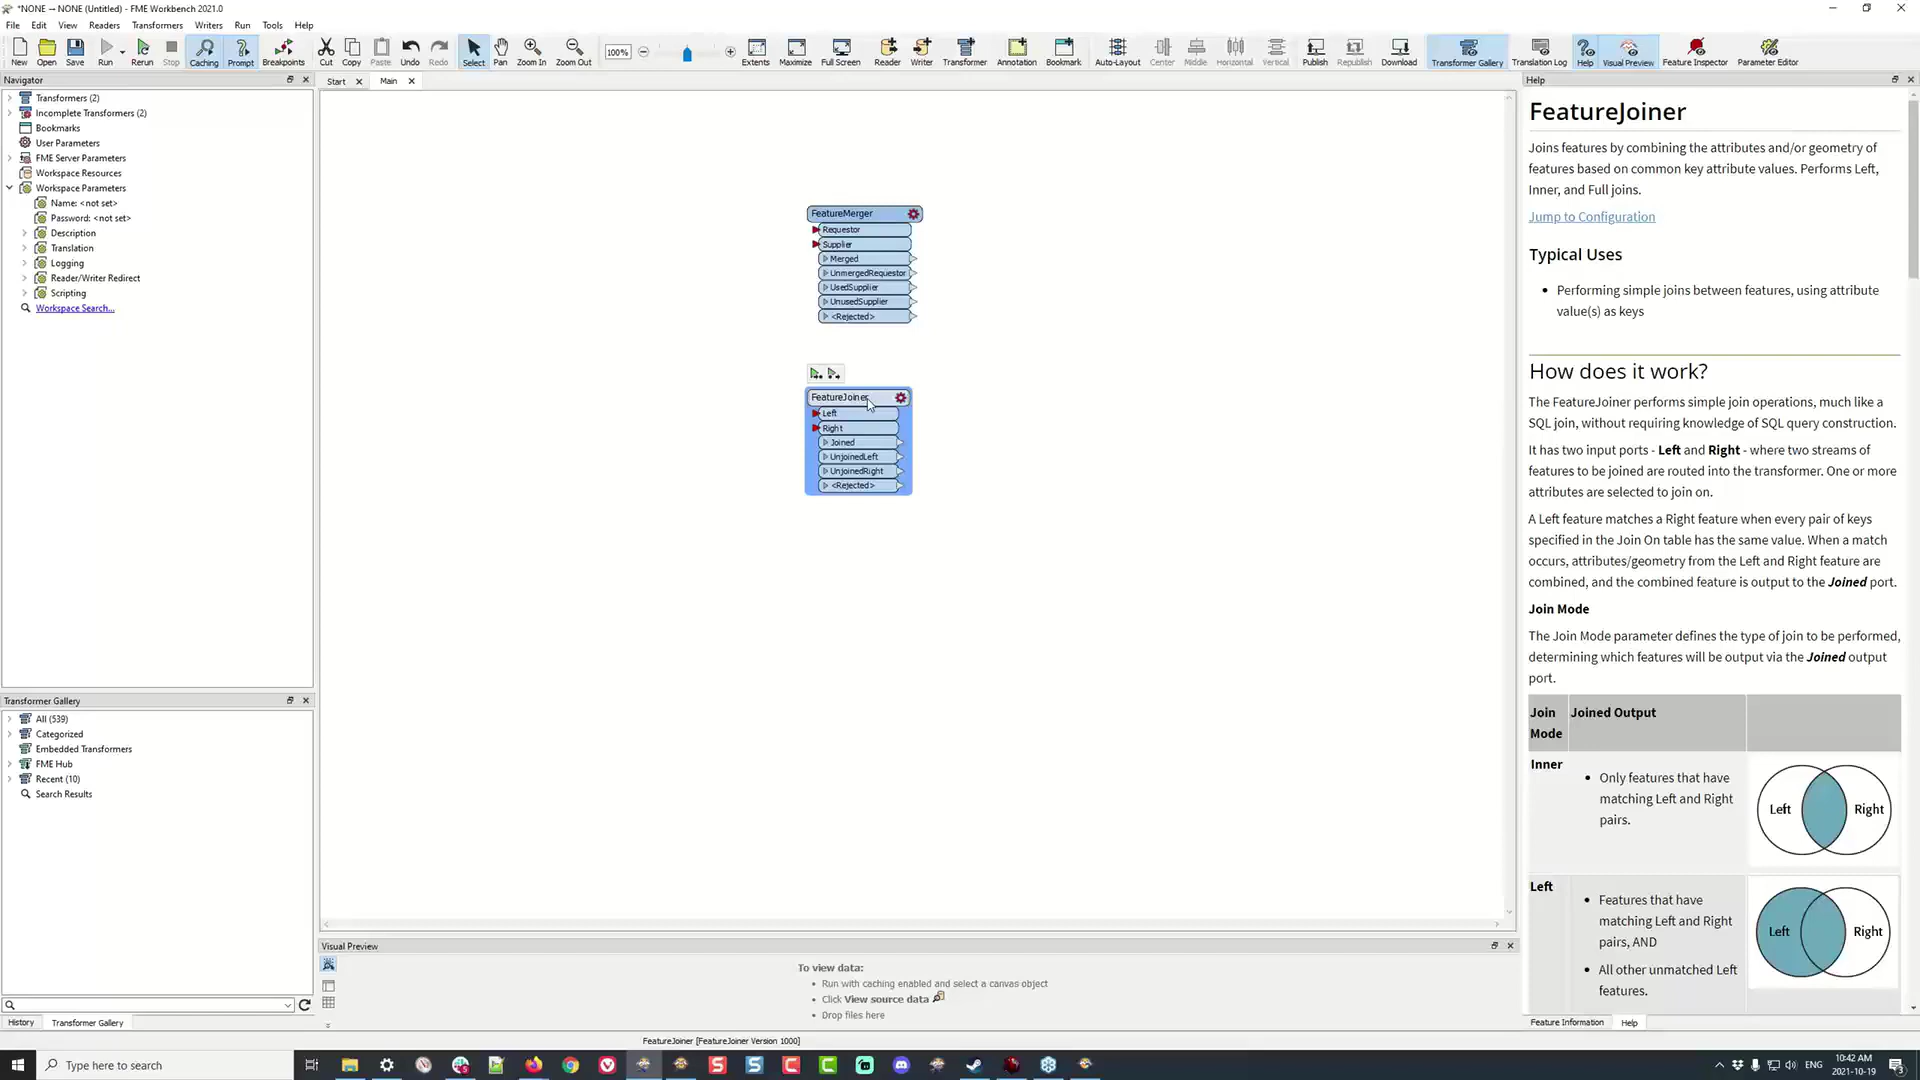 *NONE → NONE (Untitled) - FME Workbench 2021.0
File Edit View Readers Transformers Writers Run Tools Help
New Open Save Run Rerun Stop Caching Prompt Breakpoints Cut Copy Paste Undo Redo Select Pan Zoom In Zoom Out 100% Extents Maximize Full Screen Reader Writer Transformer Annotation Bookmark Auto-Layout Center Middle Horizontal Vertical Publish Republish Download Transformer Gallery Translation Log Help Visual Preview Feature Inspector Parameter Editor
Navigator
Transformers (2)
Incomplete Transformers (2)
Bookmarks
User Parameters
FME Server Parameters
Workspace Resources
Workspace Parameters
Name: <not set>
Password: <not set>
Description
Translation
Logging
Reader/Writer Redirect
Scripting
Workspace Search...
Transformer Gallery
All (539)
Categorized
Embedded Transformers
FME Hub
Recent (10)
Search Results
History Transformer Gallery
Start Main
FeatureMerger
Requestor
Supplier
Merged
UnmergedRequestor
UsedSupplier
UnusedSupplier
<Rejected>
FeatureJoiner
Left
Right
Joined
UnjoinedLeft
UnjoinedRight
<Rejected>
Visual Preview
To view data:
• Run with caching enabled and select a canvas object
• Click View source data
• Drop files here
FeatureJoiner [FeatureJoiner Version 1000]
Help
FeatureJoiner
Joins features by combining the attributes and/or geometry of
features based on common key attribute values. Performs Left,
Inner, and Full joins.
Jump to Configuration
Typical Uses
• Performing simple joins between features, using attribute
value(s) as keys
How does it work?
The FeatureJoiner performs simple join operations, much like a
SQL join, without requiring knowledge of SQL query construction.
It has two input ports - Left and Right - where two streams of
features to be joined are routed into the transformer. One or more
attributes are selected to join on.
A Left feature matches a Right feature when every pair of keys
specified in the Join On table has the same value. When a match
occurs, attributes/geometry from the Left and Right feature are
combined, and the combined feature is output to the Joined port.
Join Mode
The Join Mode parameter defines the type of join to be performed,
determining which features will be output via the Joined output
port.
Join Mode
Joined Output
Inner
• Only features that have
matching Left and Right
pairs.
Left Right
Left
• Features that have
matching Left and Right
pairs, AND
• All other unmatched Left
features.
Left Right
Feature Information Help
Type here to search
ENG
10:42 AM
2021-10-19
3